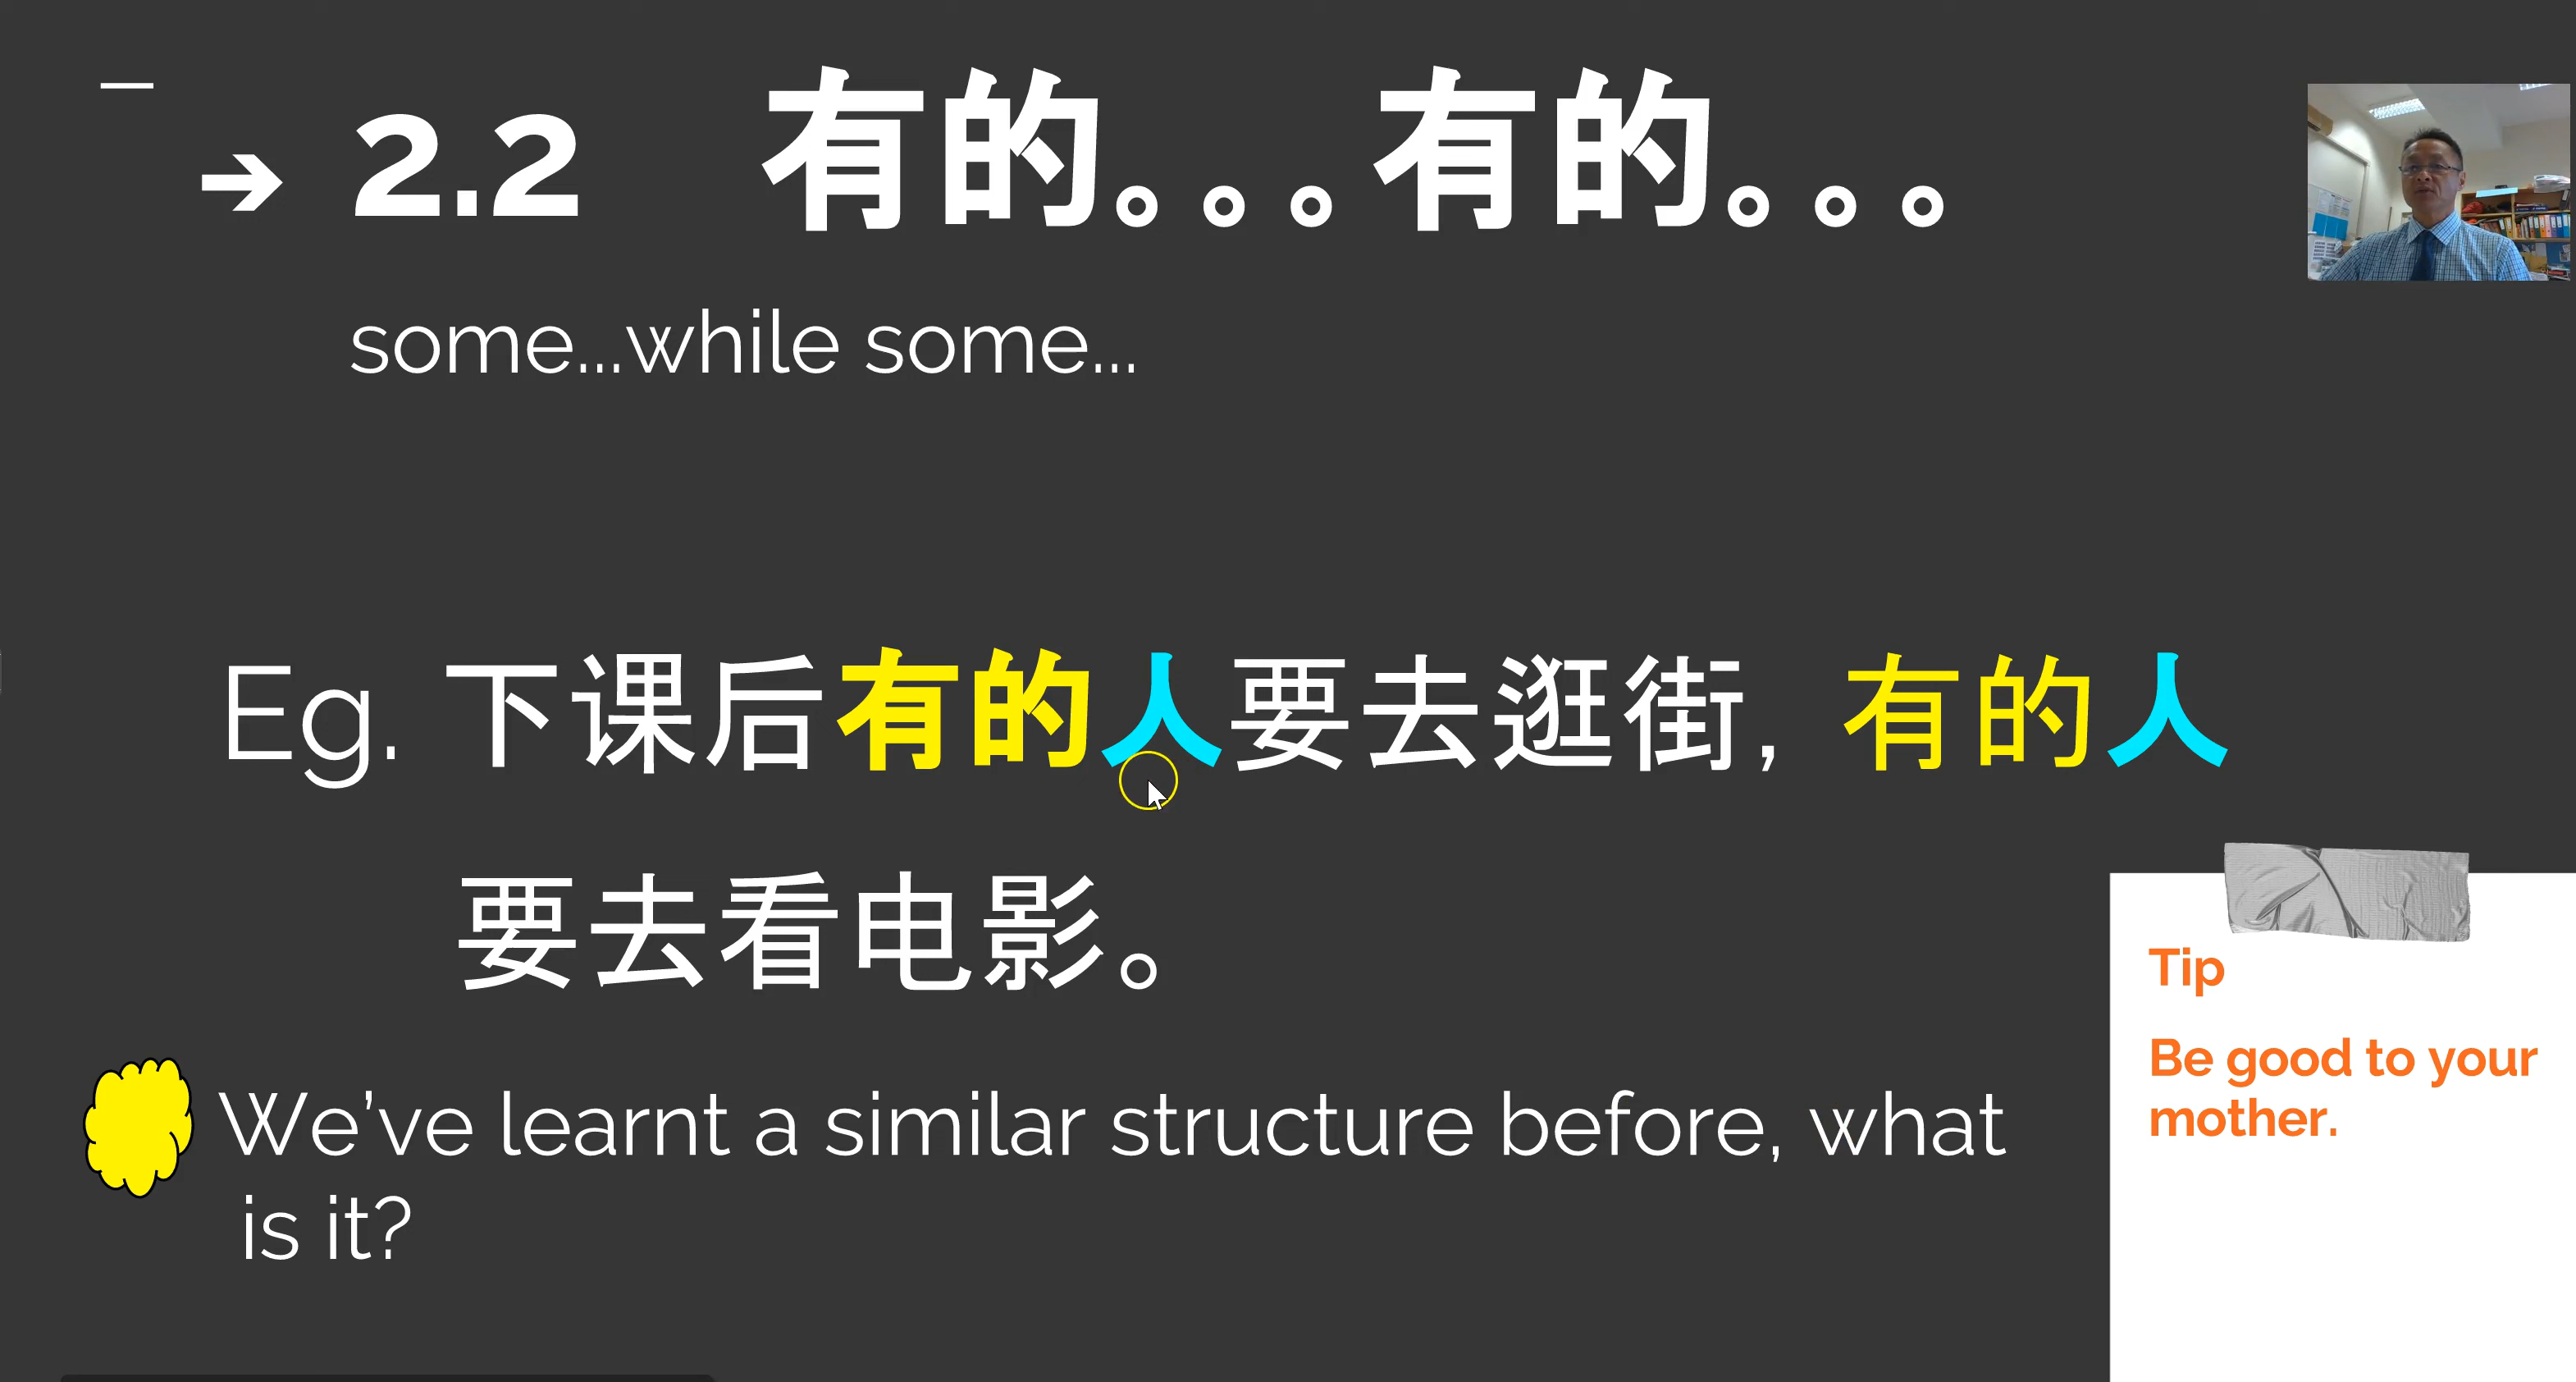 ➔ 2.2 有的。。。有的。。。
some...while some...
Eg. 下课后有的人要去逛街, 有的人
要去看电影。
We've learnt a similar structure before, what
is it?
Tip
Be good to your
mother.